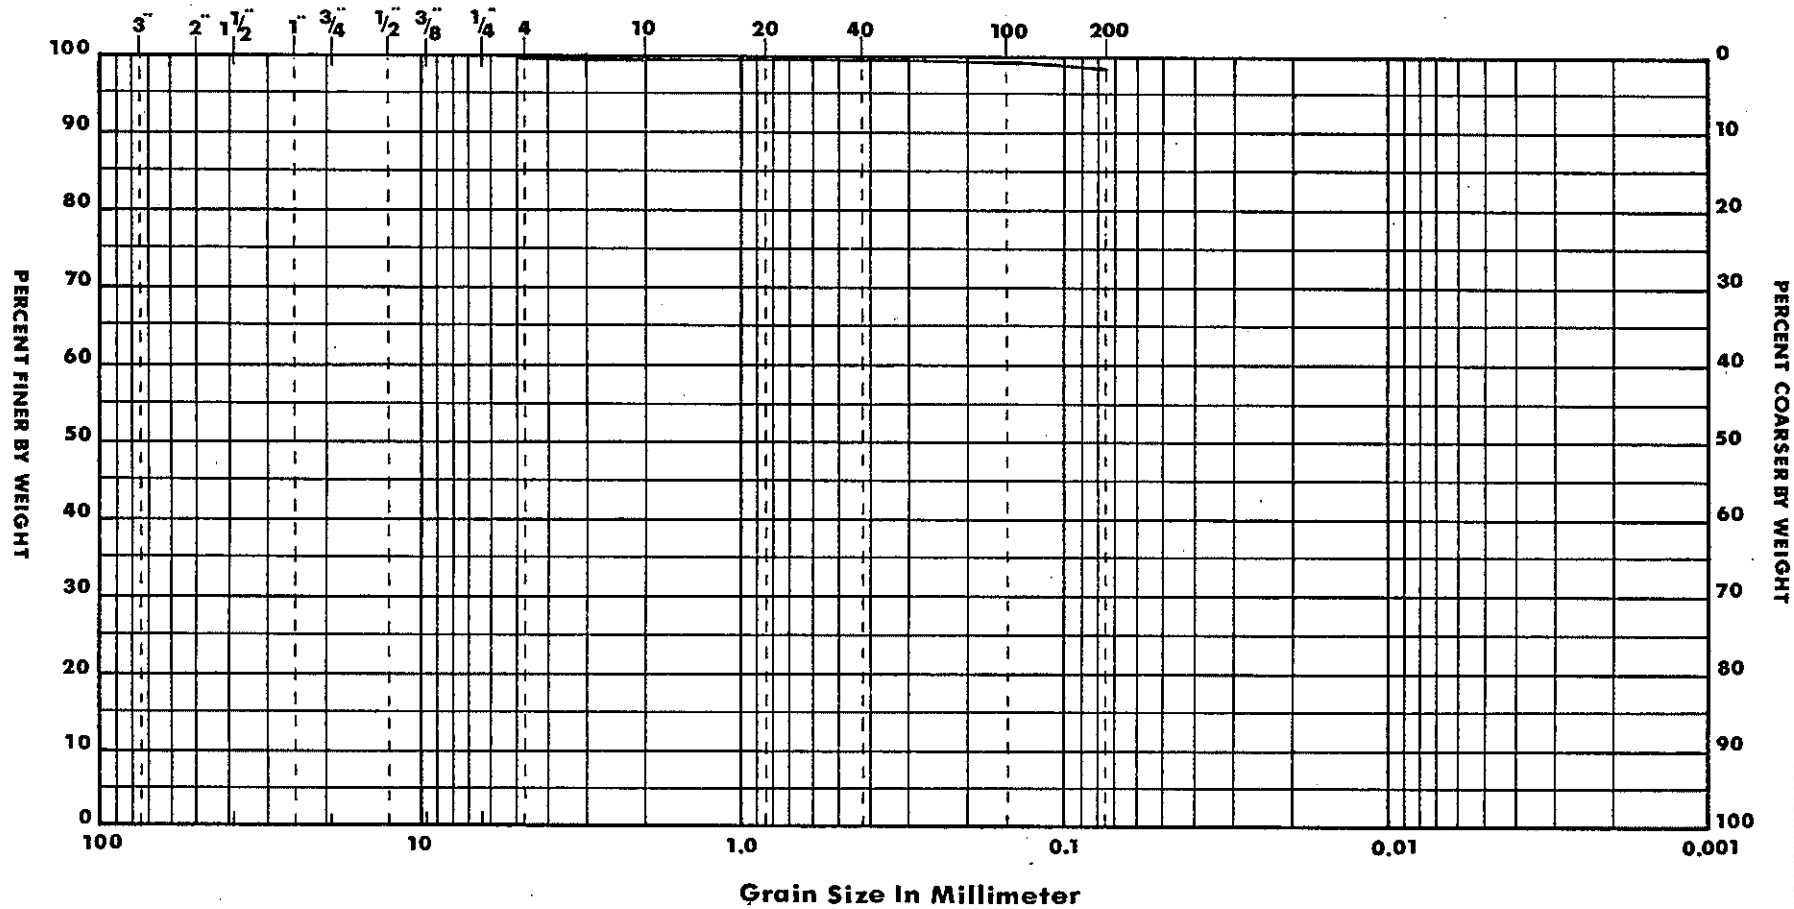 3" 2" 1 1/2" 1" 3/4" 1/2" 3/8" 1/4" 4 10 20 40 100 200
100 0
90 10
80 20
70 30
60 40
50 50
40 60
30 70
20 80
10 90
0 100
PERCENT FINER BY WEIGHT
PERCENT COARSER BY WEIGHT
100 10 1.0 0.1 0.01 0.001
Grain Size In Millimeter